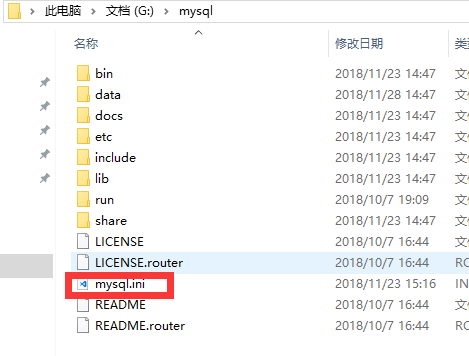 此电脑 > 文档 (G:) > mysql
名称 修改日期 类
bin 2018/11/23 14:47 文
data 2018/11/28 14:47 文
docs 2018/11/23 14:47 文
etc 2018/11/23 14:47 文
include 2018/11/23 14:47 文
lib 2018/11/23 14:47 文
run 2018/10/7 19:09 文
share 2018/11/23 14:47 文
LICENSE 2018/10/7 16:44 文
LICENSE.router 2018/10/7 16:44 RO
mysql.ini 2018/11/23 15:16 IN
README 2018/10/7 16:44 文
README.router 2018/10/7 16:44 RO